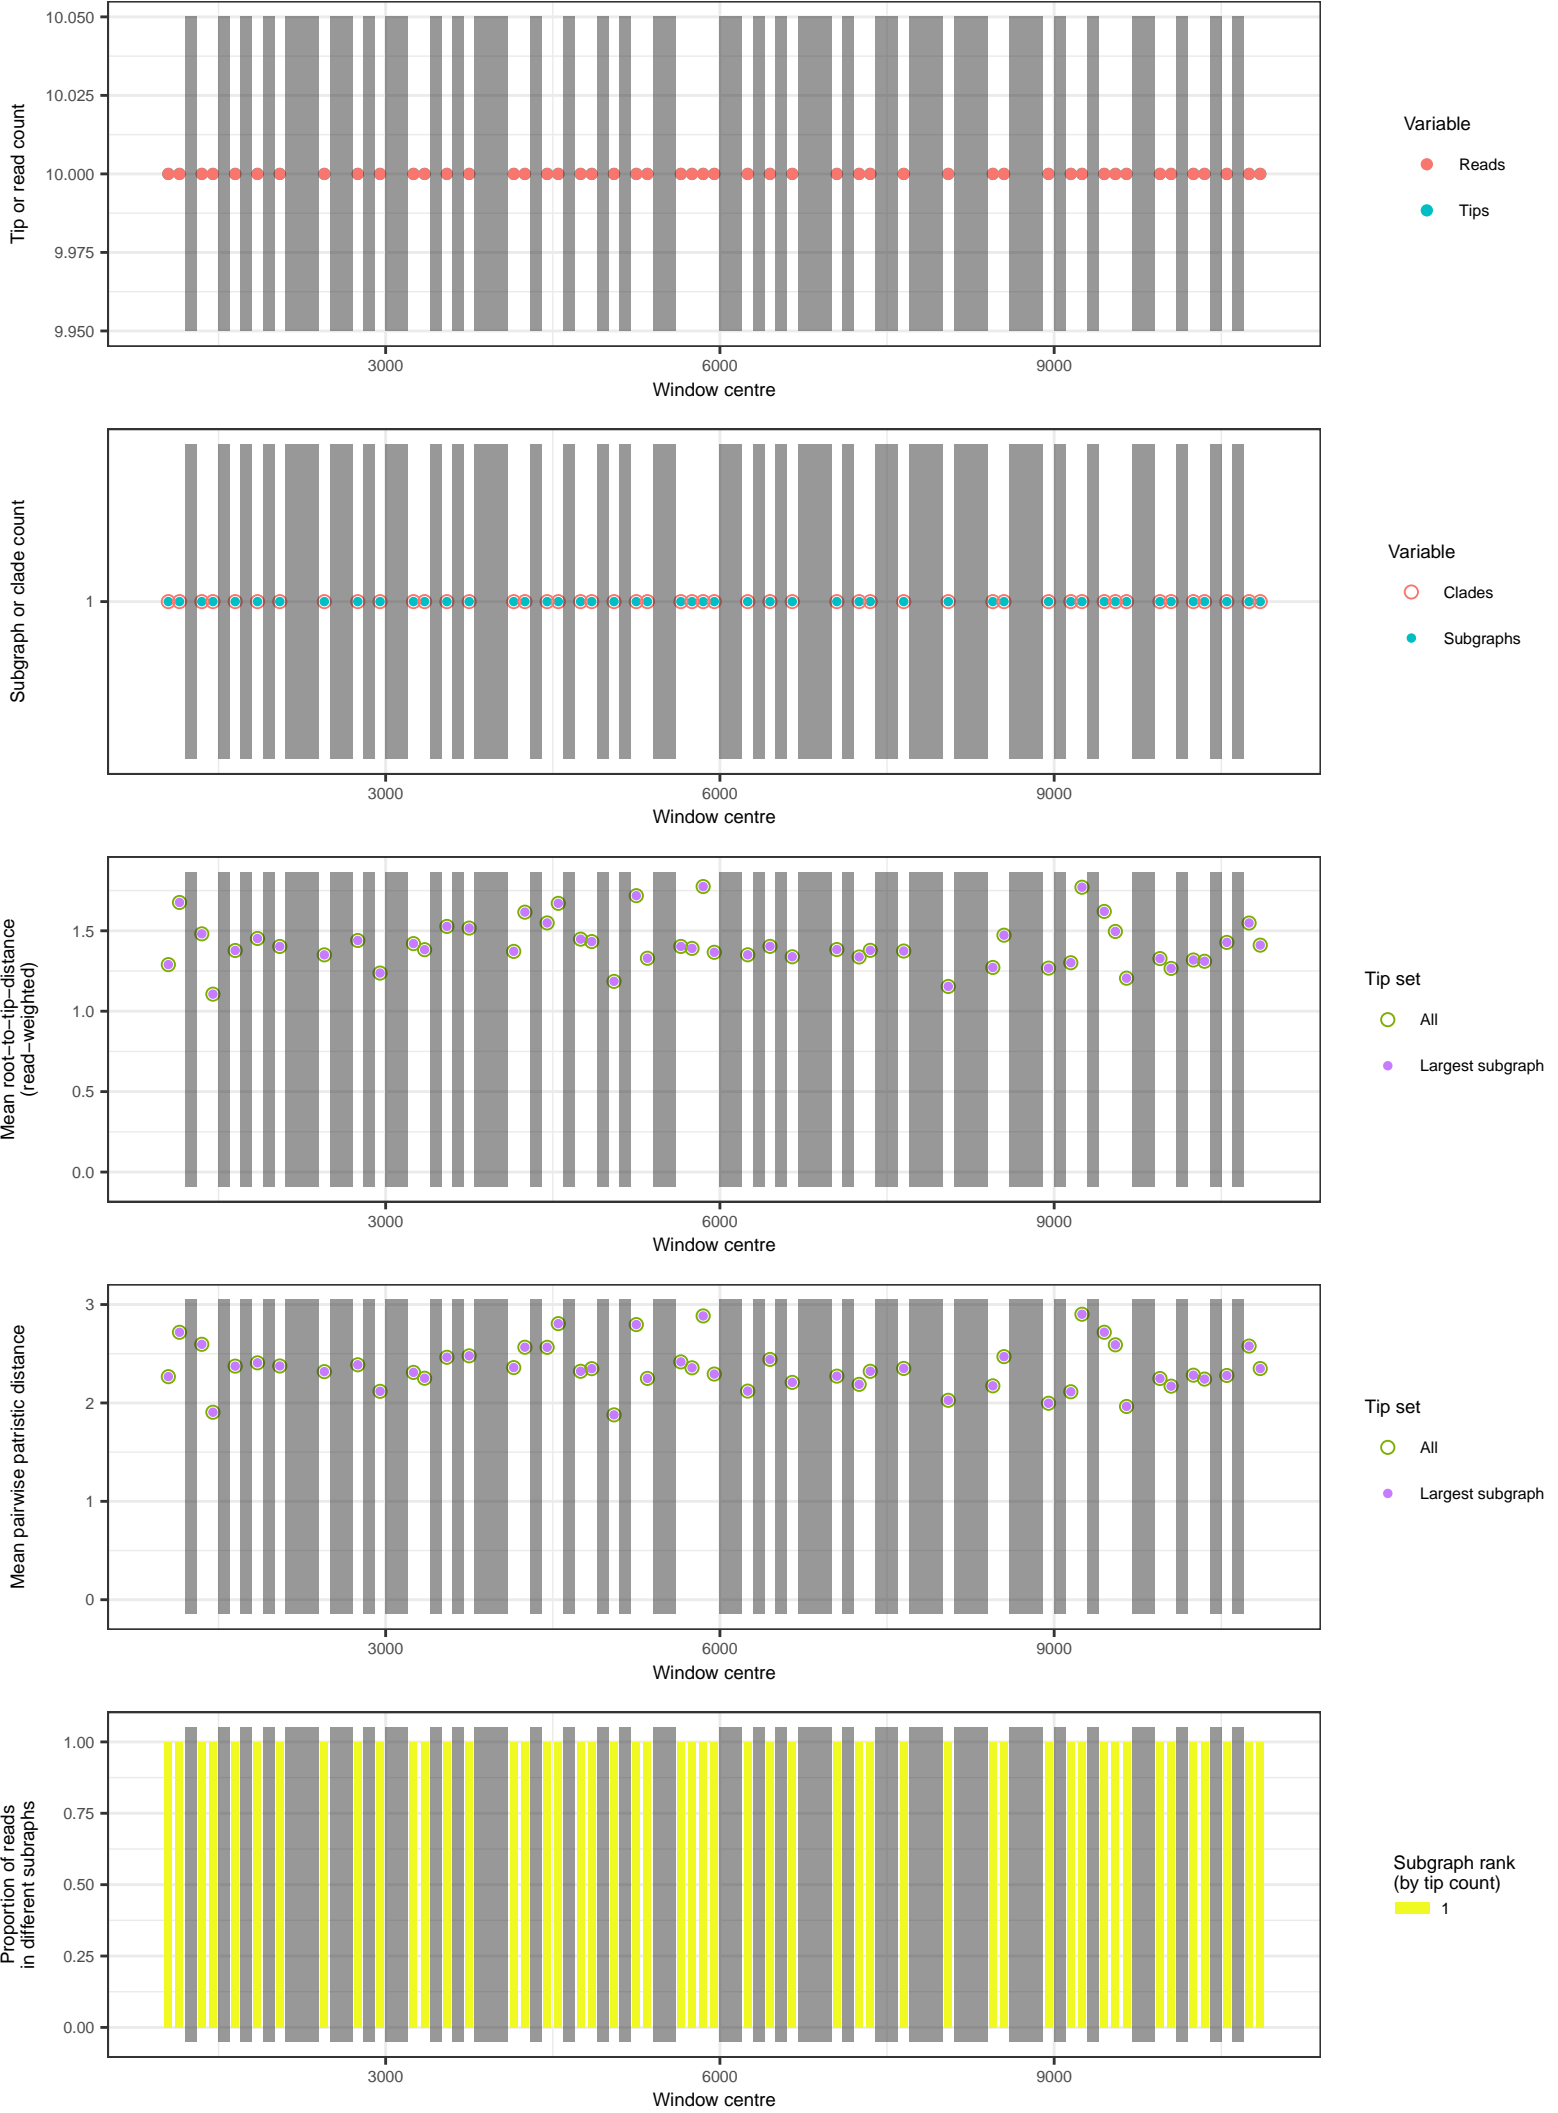 10.050
10.025
10.000
9.975
9.950
Tip or read count
3000
6000
9000
Window centre
Variable
Reads
Tips
Subgraph or clade count
1
3000
6000
9000
Window centre
Variable
Clades
Subgraphs
Mean root−to−tip−distance
(read−weighted)
1.5
1.0
0.5
0.0
3000
6000
9000
Window centre
Tip set
All
Largest subgraph
Mean pairwise patristic distance
3
2
1
0
3000
6000
9000
Window centre
Tip set
All
Largest subgraph
Proportion of reads
in different subraphs
1.00
0.75
0.50
0.25
0.00
3000
6000
9000
Window centre
Subgraph rank
(by tip count)
1